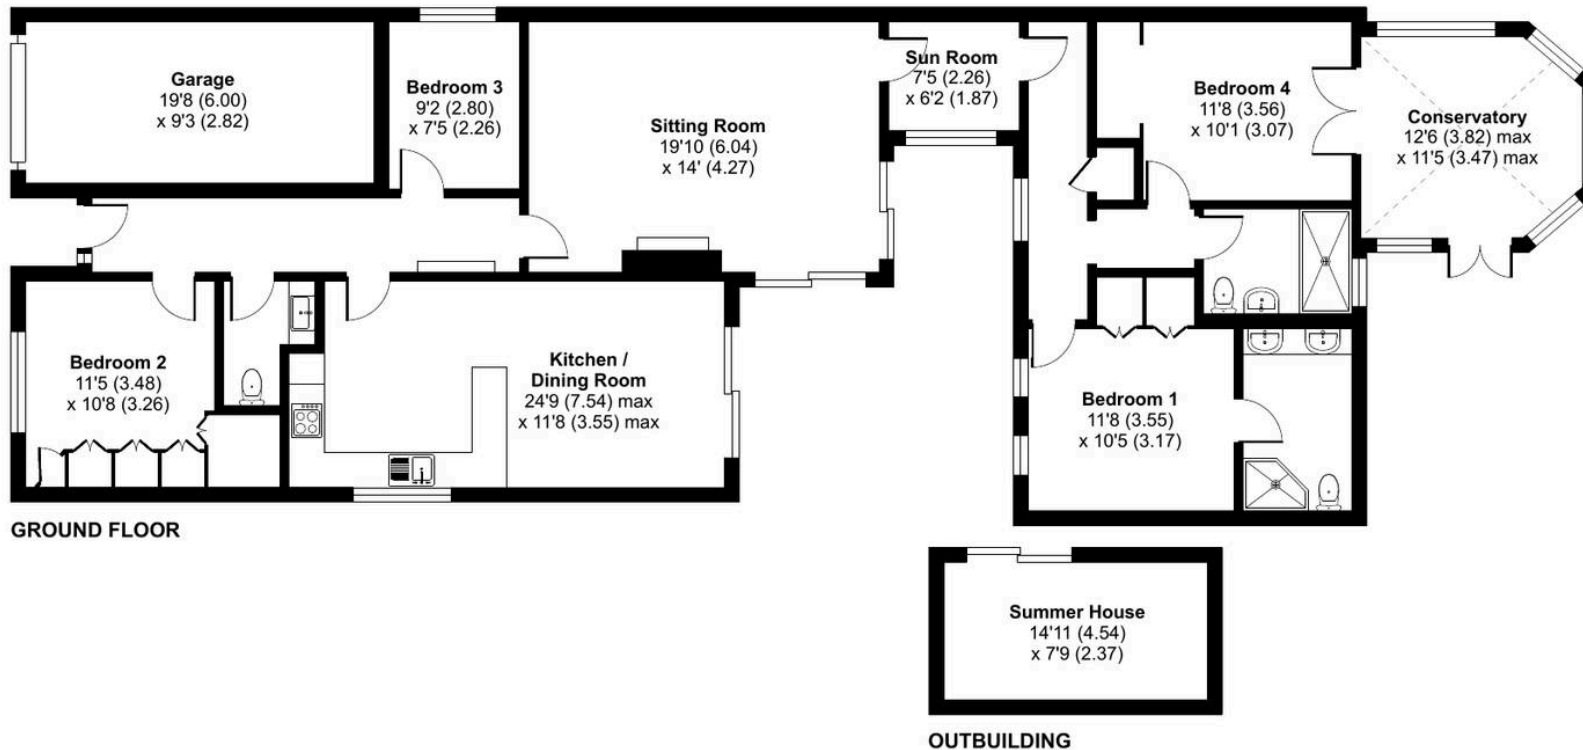 Garage
19'8 (6.00)
x 9'3 (2.82)
Bedroom 3
9'2 (2.80)
x 7'5 (2.26)
Sitting Room
19'10 (6.04)
x 14' (4.27)
Sun Room
7'5 (2.26)
x 6'2 (1.87)
Bedroom 4
11'8 (3.56)
x 10'1 (3.07)
Conservatory
12'6 (3.82) max
x 11'5 (3.47) max
Bedroom 2
11'5 (3.48)
x 10'8 (3.26)
Kitchen /
Dining Room
24'9 (7.54) max
x 11'8 (3.55) max
Bedroom 1
11'8 (3.55)
x 10'5 (3.17)
GROUND FLOOR
Summer House
14'11 (4.54)
x 7'9 (2.37)
OUTBUILDING